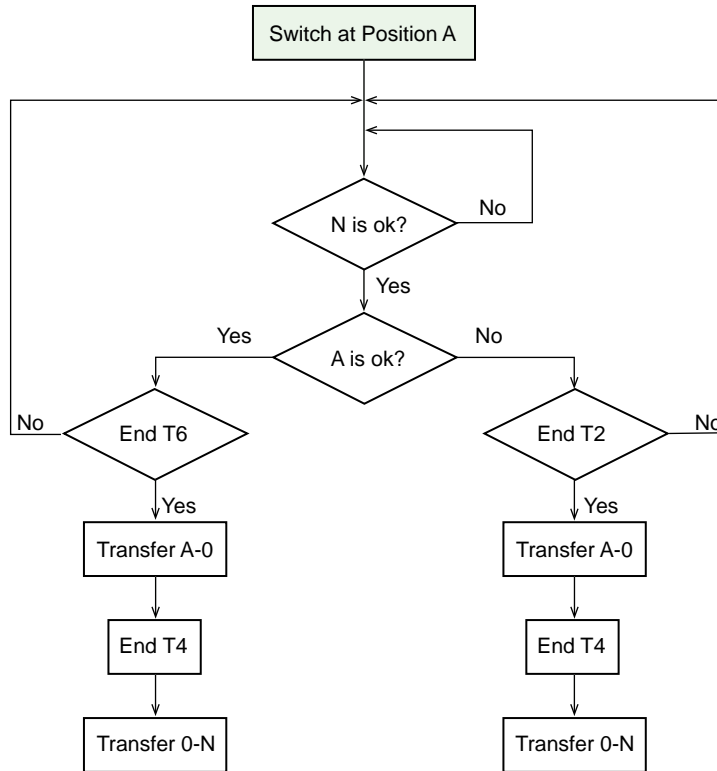 Switch at Position A
N is ok?
No
Yes
Yes
A is ok?
No
No
End T6
End T2
No
Yes
Yes
Transfer A-0
Transfer A-0
End T4
End T4
Transfer 0-N
Transfer 0-N